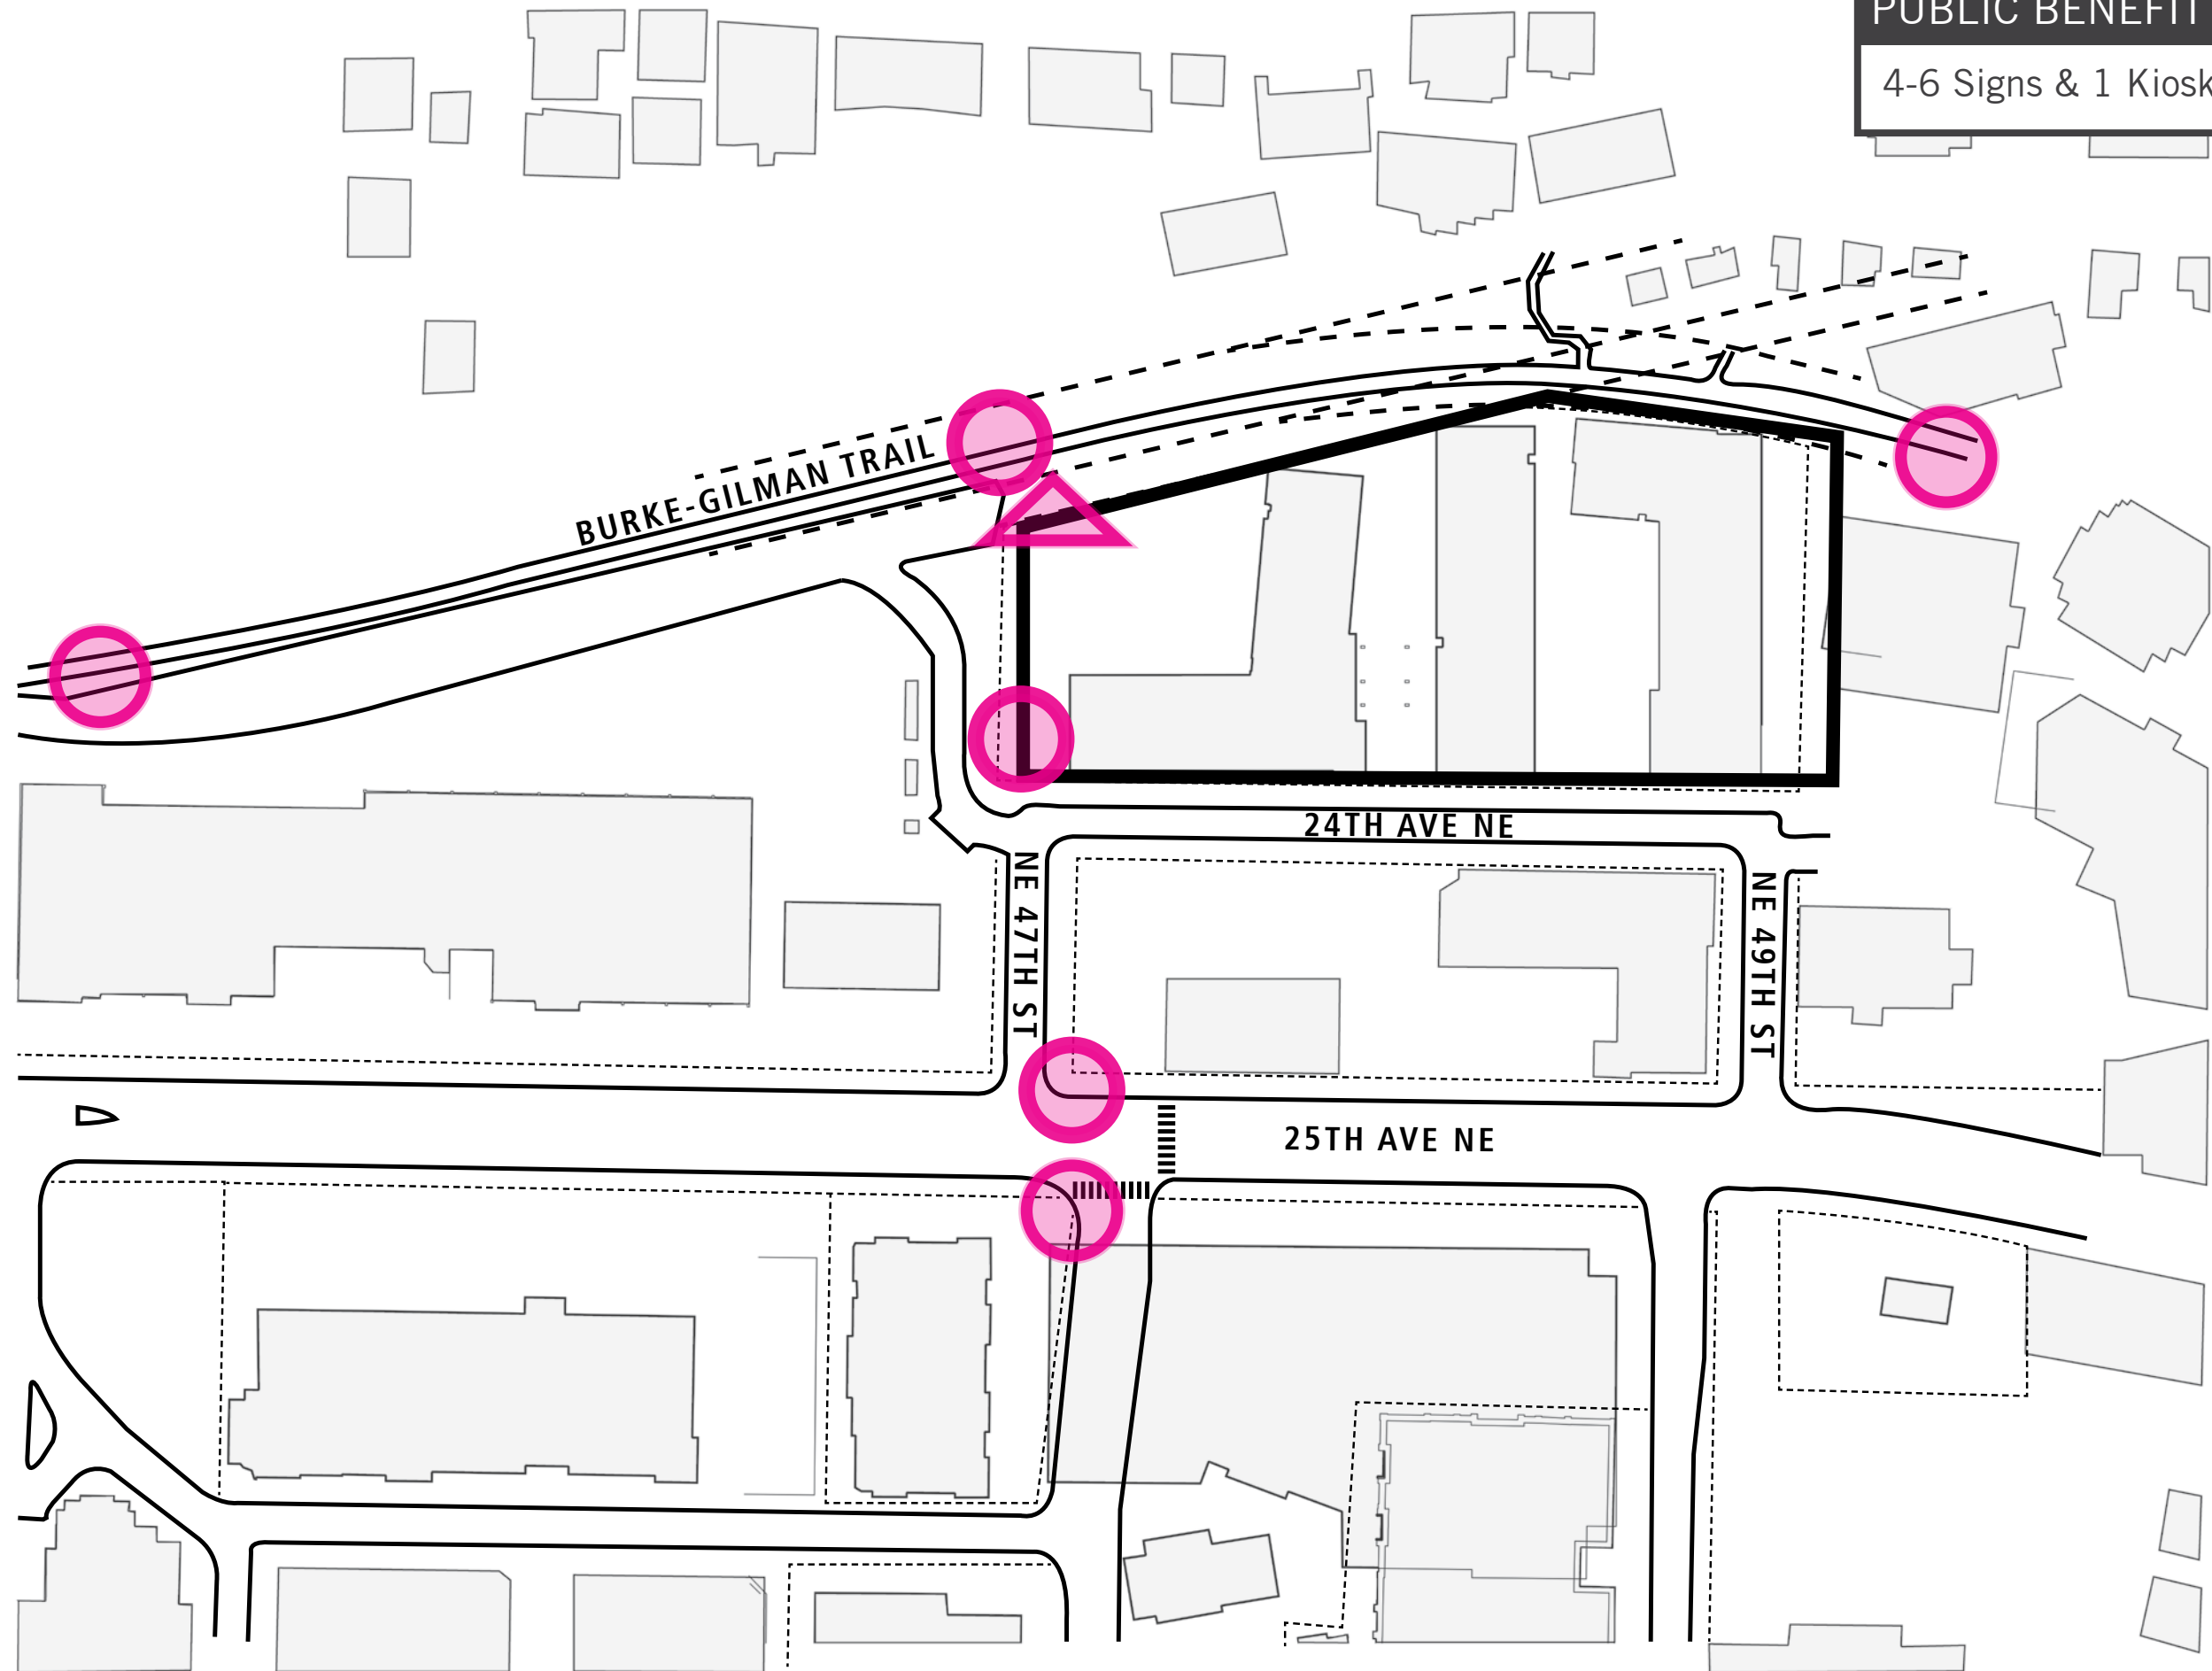 PUBLIC BENEFIT
4-6 Signs & 1 Kiosk
BURKE-GILMAN TRAIL
24TH AVE NE
NE 47TH ST
NE 49TH ST
25TH AVE NE